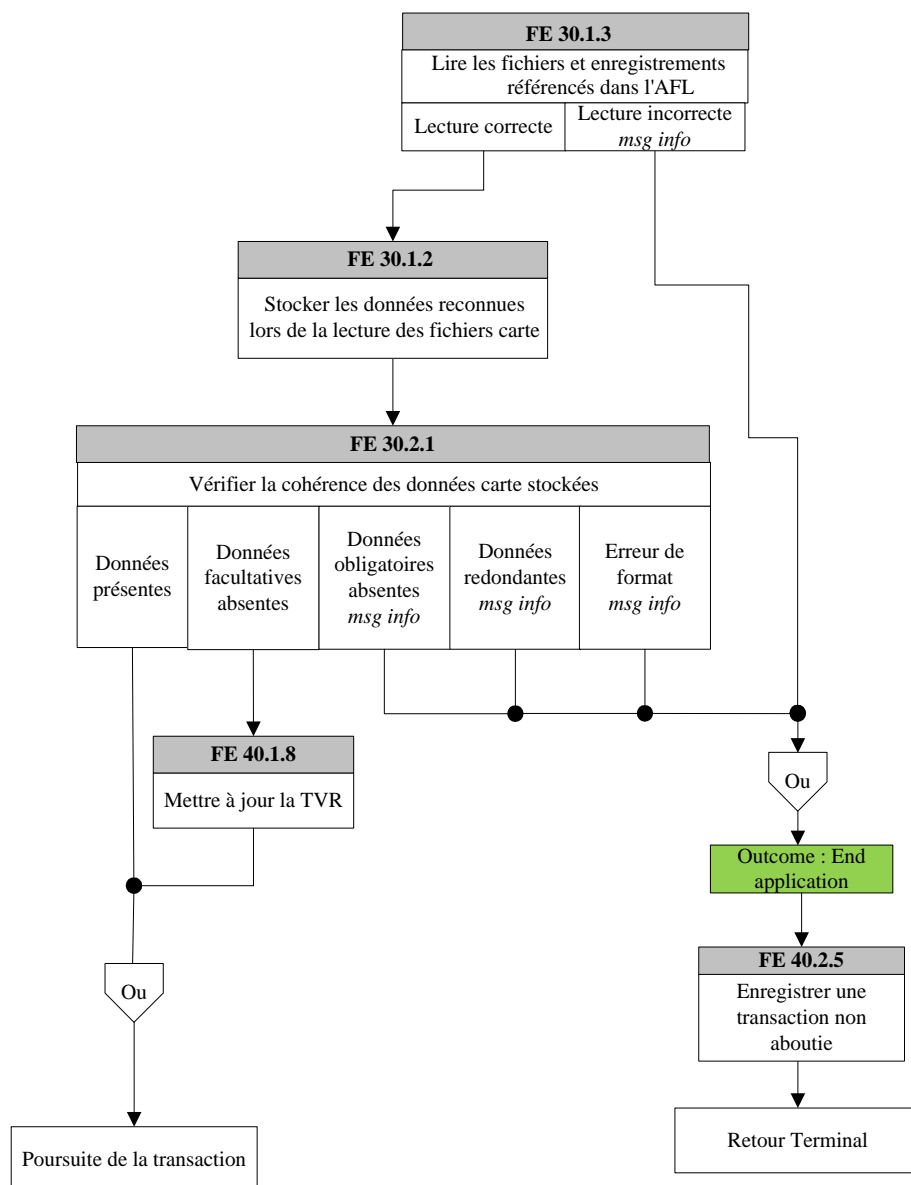 FE 30.1.3
Lire les fichiers et enregistrements
référencés dans l'AFL
Lecture correcte
Lecture incorrecte
msg info
FE 30.1.2
Stocker les données reconnues
lors de la lecture des fichiers carte
FE 30.2.1
Vérifier la cohérence des données carte stockées
Données
présentes
Données
facultatives
absentes
Données
obligatoires
absentes
msg info
Données
redondantes
msg info
Erreur de
format
msg info
FE 40.1.8
Mettre à jour la TVR
Ou
Poursuite de la transaction
Ou
Outcome : End
application
FE 40.2.5
Enregistrer une
transaction non
aboutie
Retour Terminal